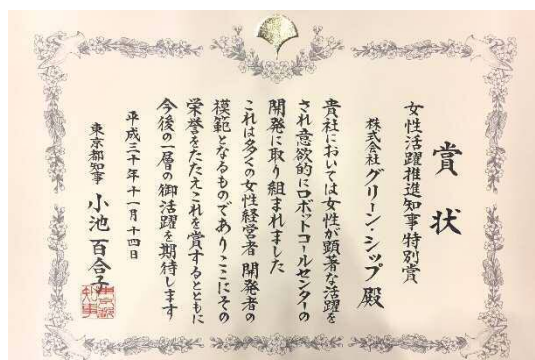 賞状
女性活躍推進知事特別賞
株式会社グリーン・シップ殿
貴社においては女性が顕著な活躍を
され意欲的にロボットコールセンターの
開発に取り組まれました
これは多くの女性経営者 開発者の
模範となるものでありここにその
栄誉をたたえこれを賞するとともに
今後の一層の御活躍を期待します
平成三十年十一月十四日
東京都知事 小池百合子
東京都
知事